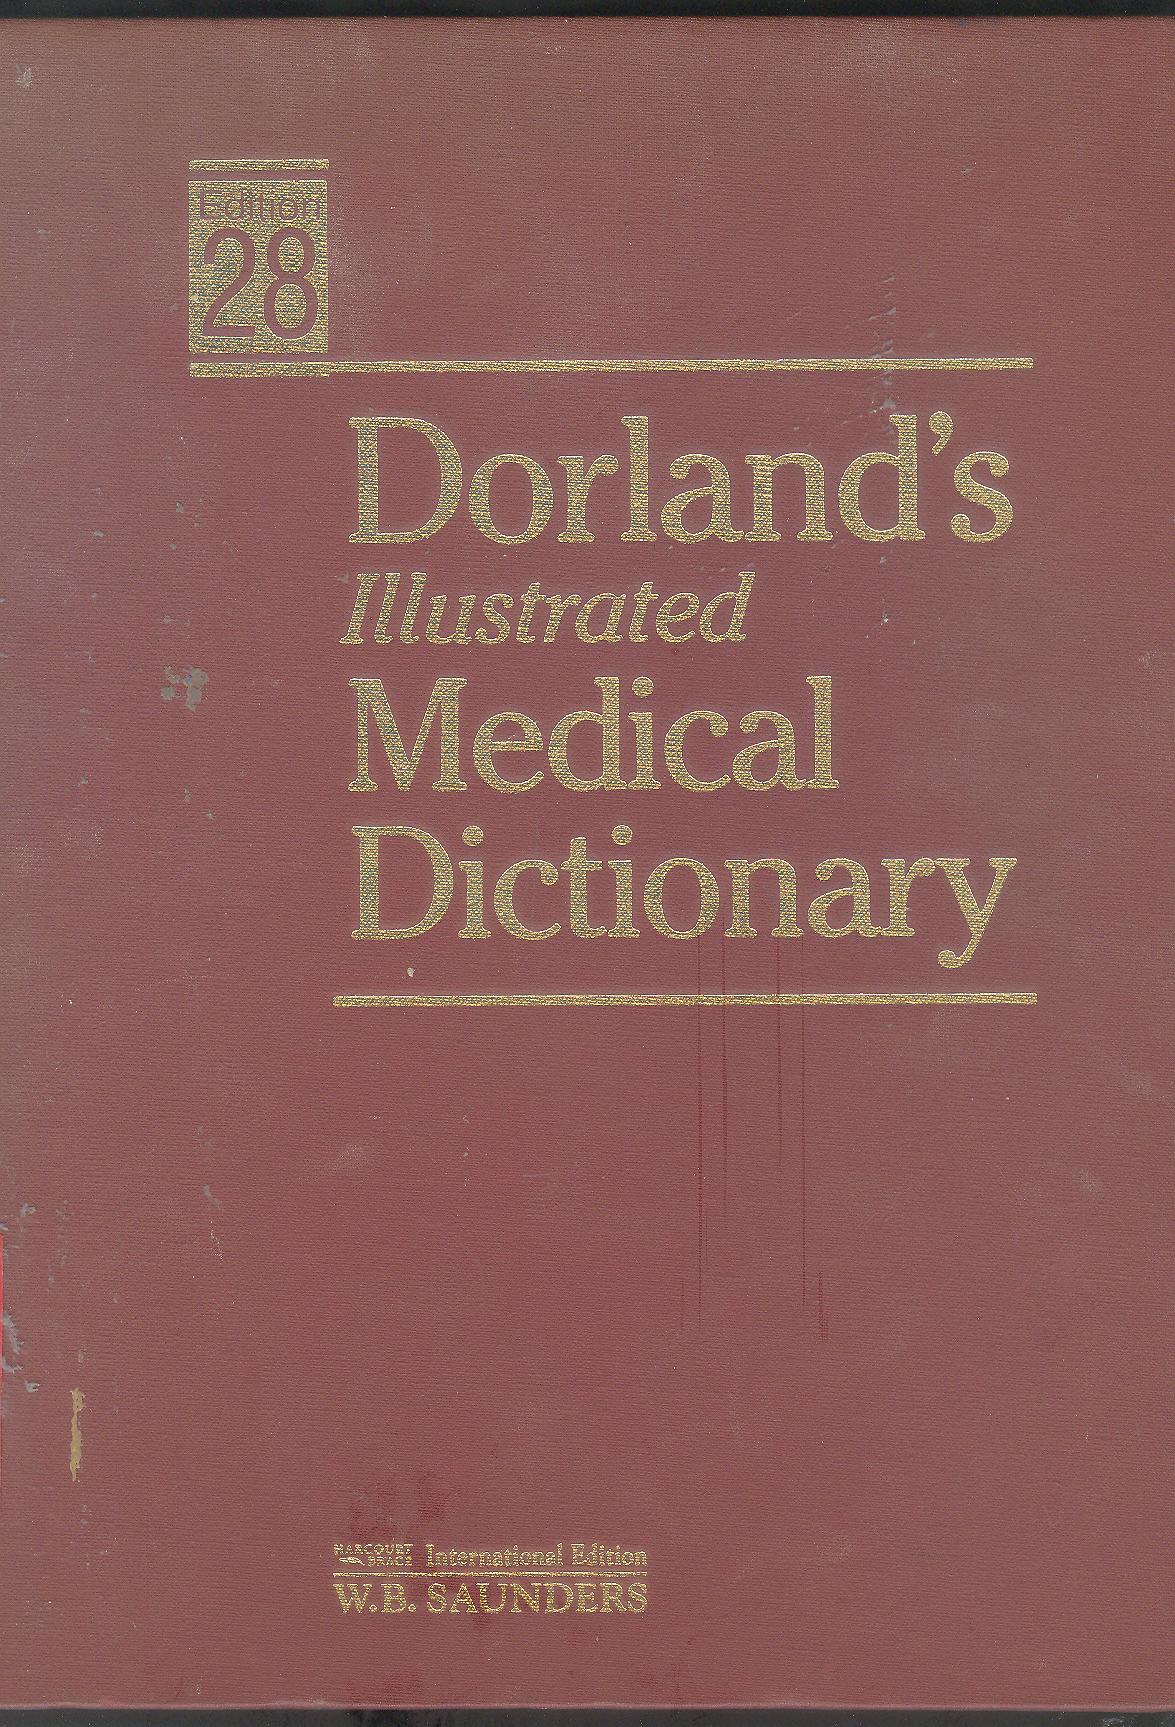 Edition
28
Dorland's
Illustrated
Medical
Dictionary
HARCOURT
BRACE
International Edition
W.B. SAUNDERS